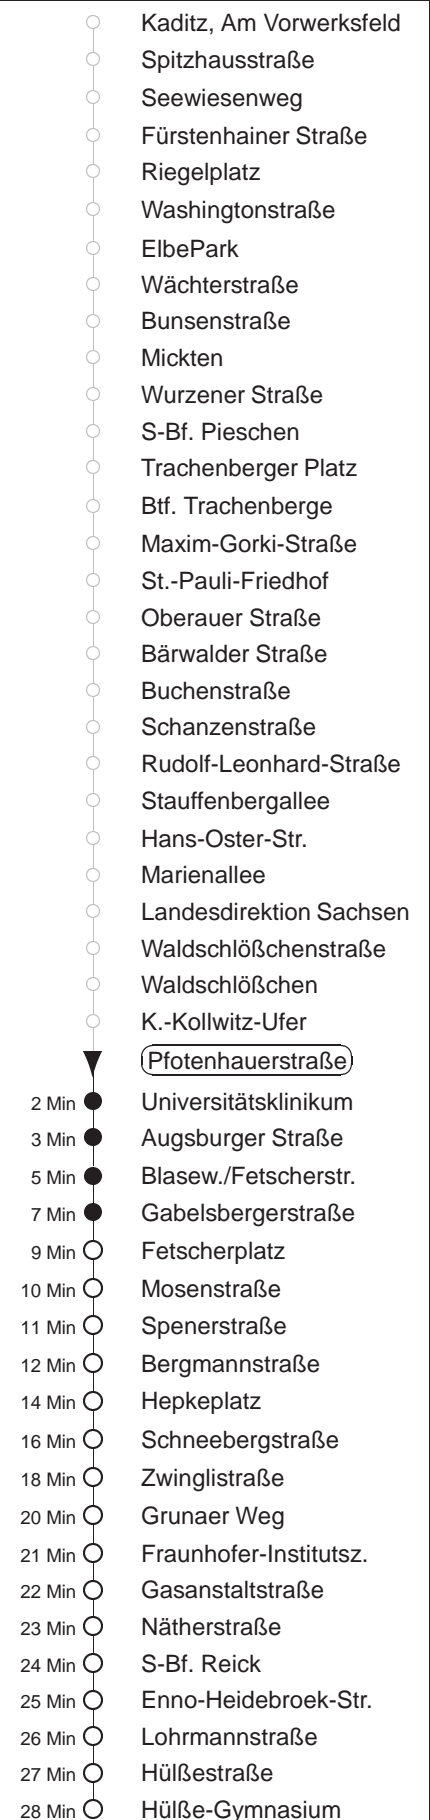 Kaditz, Am Vorwerksfeld
Spitzhausstraße
Seewiesenweg
Fürstenhainer Straße
Riegelplatz
Washingtonstraße
ElbePark
Wächterstraße
Bunsenstraße
Mickten
Wurzener Straße
S-Bf. Pieschen
Trachenberger Platz
Btf. Trachenberge
Maxim-Gorki-Straße
St.-Pauli-Friedhof
Oberauer Straße
Bärwalder Straße
Buchenstraße
Schanzenstraße
Rudolf-Leonhard-Straße
Stauffenbergallee
Hans-Oster-Str.
Marienallee
Landesdirektion Sachsen
Waldschlößchenstraße
Waldschlößchen
K.-Kollwitz-Ufer
Pfotenhauerstraße
2 Min Universitätsklinikum
3 Min Augsburger Straße
5 Min Blasew./Fetscherstr.
7 Min Gabelsbergerstraße
9 Min Fetscherplatz
10 Min Mosenstraße
11 Min Spenerstraße
12 Min Bergmannstraße
14 Min Hepkeplatz
16 Min Schneebergstraße
18 Min Zwinglistraße
20 Min Grunaer Weg
21 Min Fraunhofer-Institutsz.
22 Min Gasanstaltstraße
23 Min Nätherstraße
24 Min S-Bf. Reick
25 Min Enno-Heidebroek-Str.
26 Min Lohrmannstraße
27 Min Hülßestraße
28 Min Hülße-Gymnasium